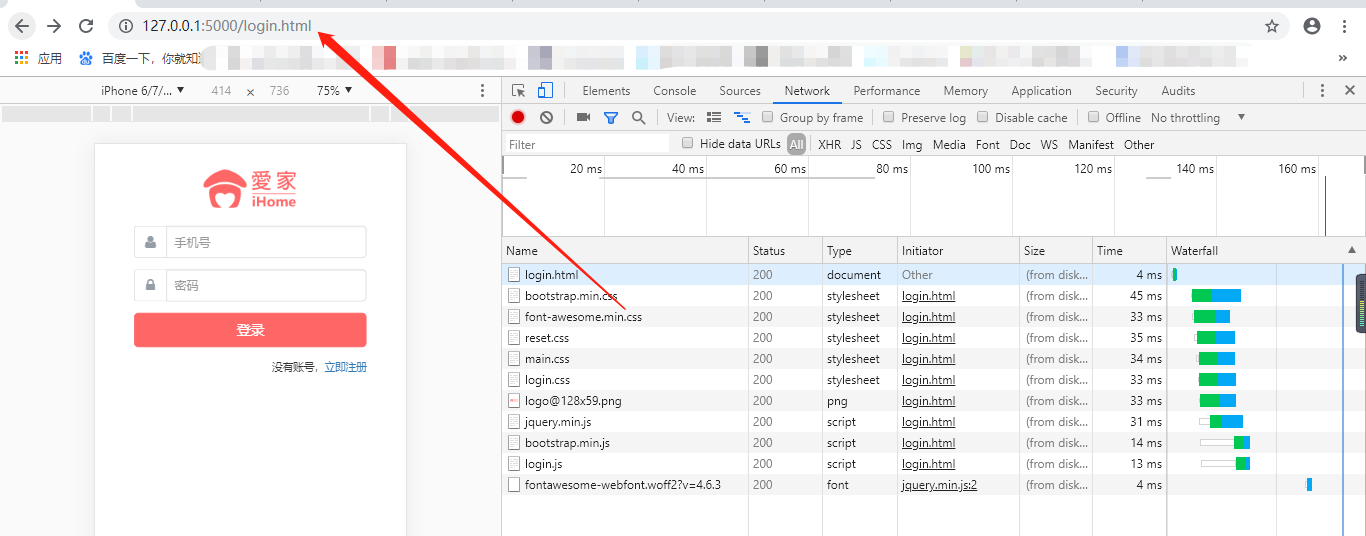 127.0.0.1:5000/login.html
应用 百度一下，你就知道 »
iPhone 6/7/... ▼ 414 × 736 75% ▼
Elements Console Sources Network Performance Memory Application Security Audits
View: Group by frame Preserve log Disable cache Offline No throttling ▼
Filter Hide data URLs All XHR JS CSS Img Media Font Doc WS Manifest Other
20 ms 40 ms 60 ms 80 ms 100 ms 120 ms 140 ms 160 ms
愛家
iHome
手机号
密码
登录
没有账号，立即注册
Name Status Type Initiator Size Time Waterfall
login.html 200 document Other (from disk... 4 ms
bootstrap.min.css 200 stylesheet login.html (from disk... 45 ms
font-awesome.min.css 200 stylesheet login.html (from disk... 33 ms
reset.css 200 stylesheet login.html (from disk... 35 ms
main.css 200 stylesheet login.html (from disk... 34 ms
login.css 200 stylesheet login.html (from disk... 33 ms
logo@128x59.png 200 png login.html (from disk... 33 ms
jquery.min.js 200 script login.html (from disk... 31 ms
bootstrap.min.js 200 script login.html (from disk... 14 ms
login.js 200 script login.html (from disk... 13 ms
fontawesome-webfont.woff2?v=4.6.3 200 font jquery.min.js:2 (from disk... 4 ms